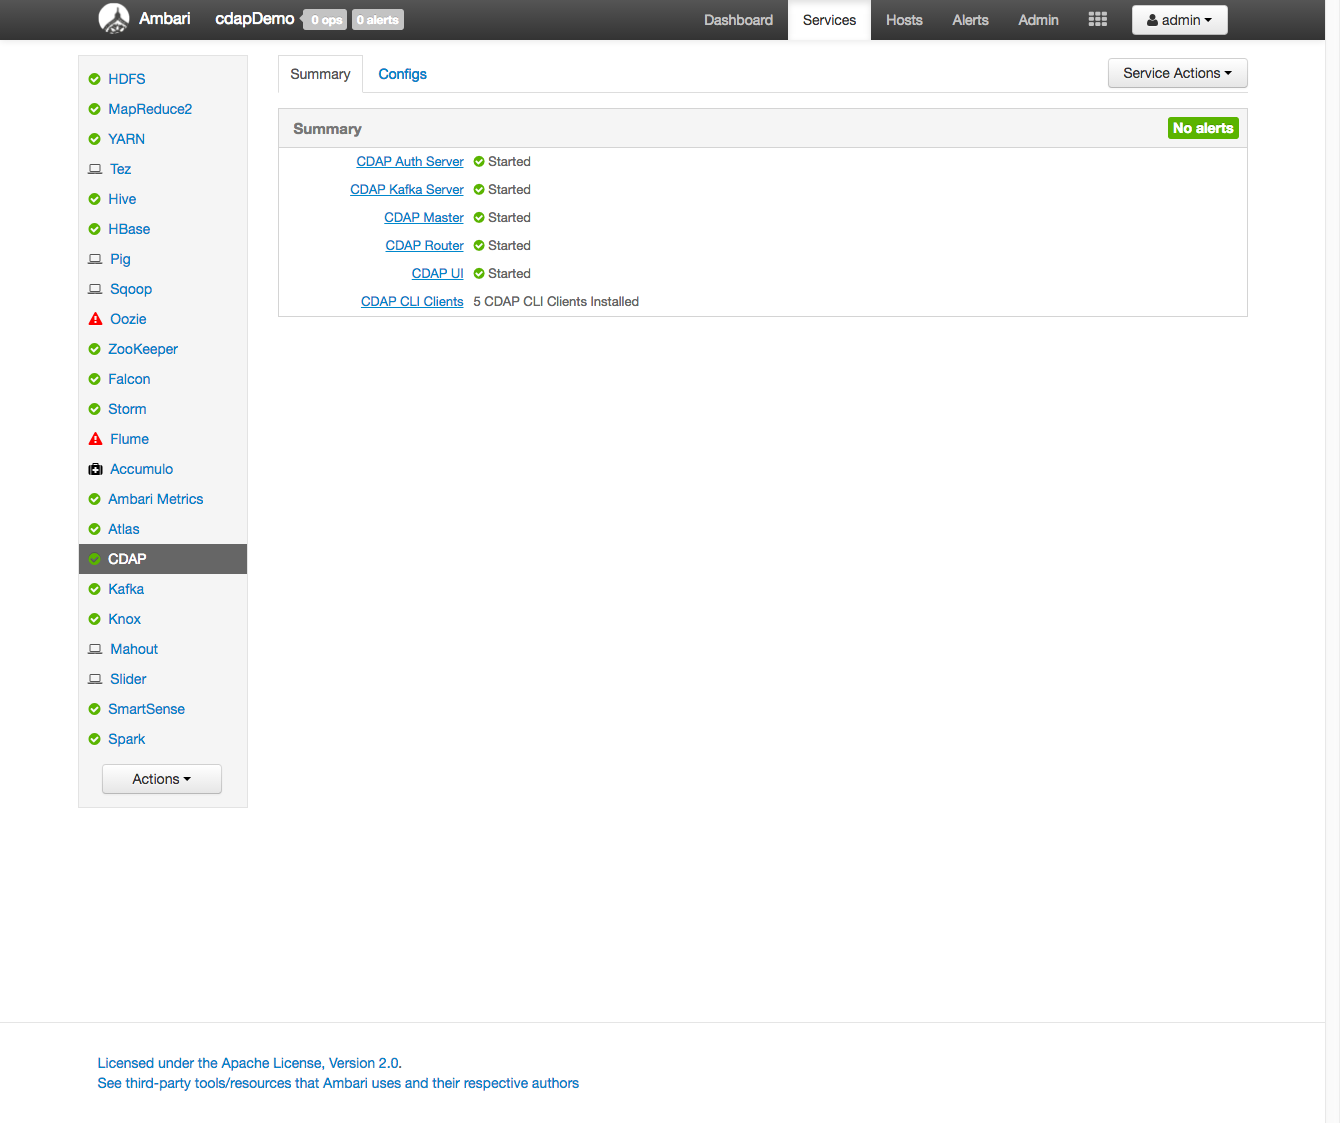 Ambari cdapDemo 0 ops 0 alerts Dashboard Services Hosts Alerts Admin admin
HDFS
MapReduce2
YARN
Tez
Hive
HBase
Pig
Sqoop
Oozie
ZooKeeper
Falcon
Storm
Flume
Accumulo
Ambari Metrics
Atlas
CDAP
Kafka
Knox
Mahout
Slider
SmartSense
Spark
Actions
Summary Configs Service Actions
Summary No alerts
CDAP Auth Server Started
CDAP Kafka Server Started
CDAP Master Started
CDAP Router Started
CDAP UI Started
CDAP CLI Clients 5 CDAP CLI Clients Installed
Licensed under the Apache License, Version 2.0.
See third-party tools/resources that Ambari uses and their respective authors